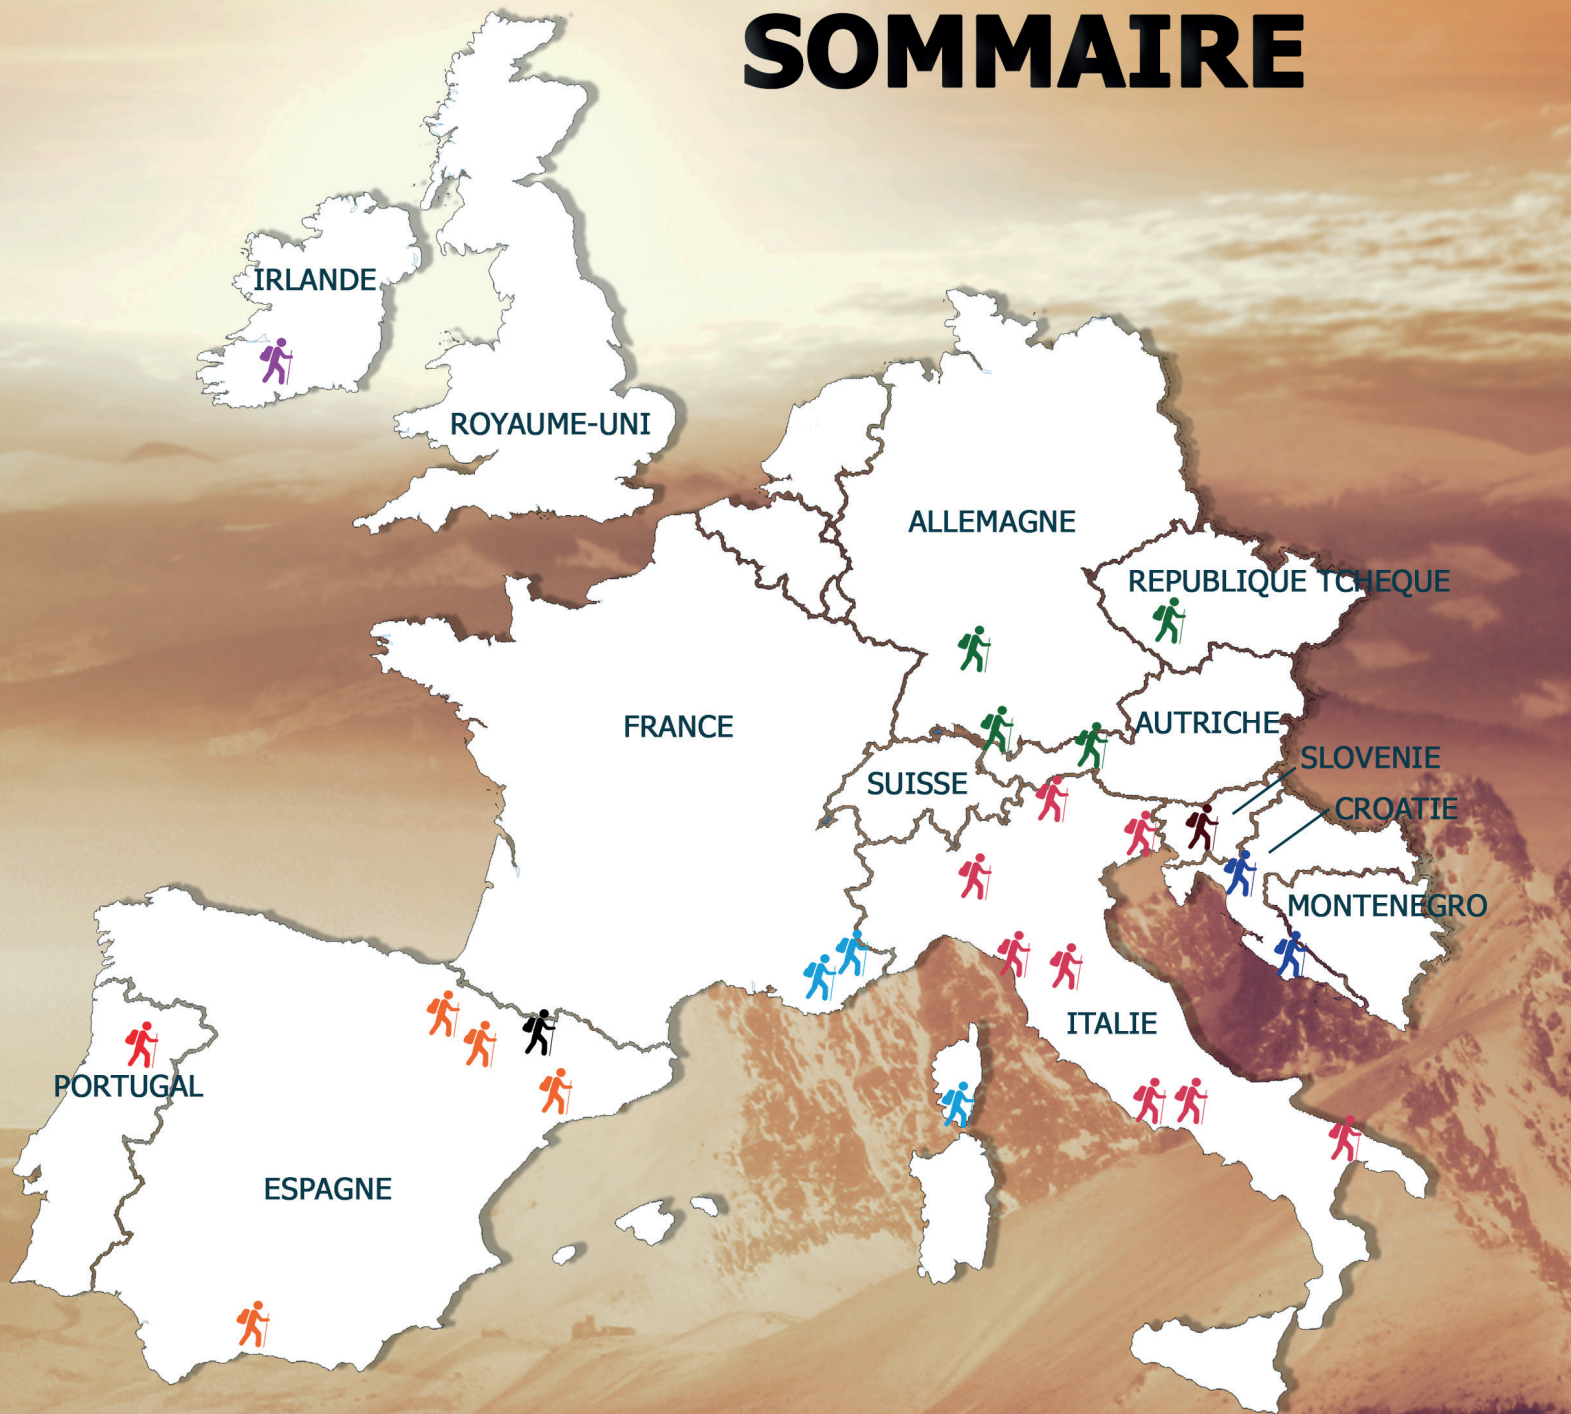 SOMMAIRE
IRLANDE
ROYAUME-UNI
ALLEMAGNE
REPUBLIQUE TCHEQUE
FRANCE
AUTRICHE
SLOVENIE
SUISSE
CROATIE
MONTENEGRO
ITALIE
PORTUGAL
ESPAGNE